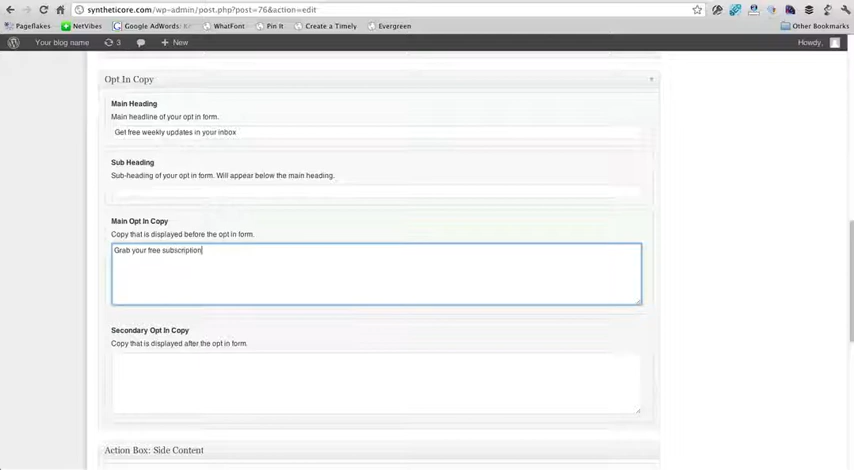 syntheticore.com/wp-admin/post.php?post=76&action=edit
Pageflakes NetVibes Google AdWords: WhatFont Pin It Create a Timely Evergreen Other Bookmarks
Your blog name 3 + New Howdy,
Opt In Copy
Main Heading
Main headline of your opt in form.
Get free weekly updates in your inbox
Sub Heading
Sub-heading of your opt in form. Will appear below the main heading.
Main Opt In Copy
Copy that is displayed before the opt in form.
Grab your free subscription
Secondary Opt In Copy
Copy that is displayed after the opt in form.
Action Box: Side Content